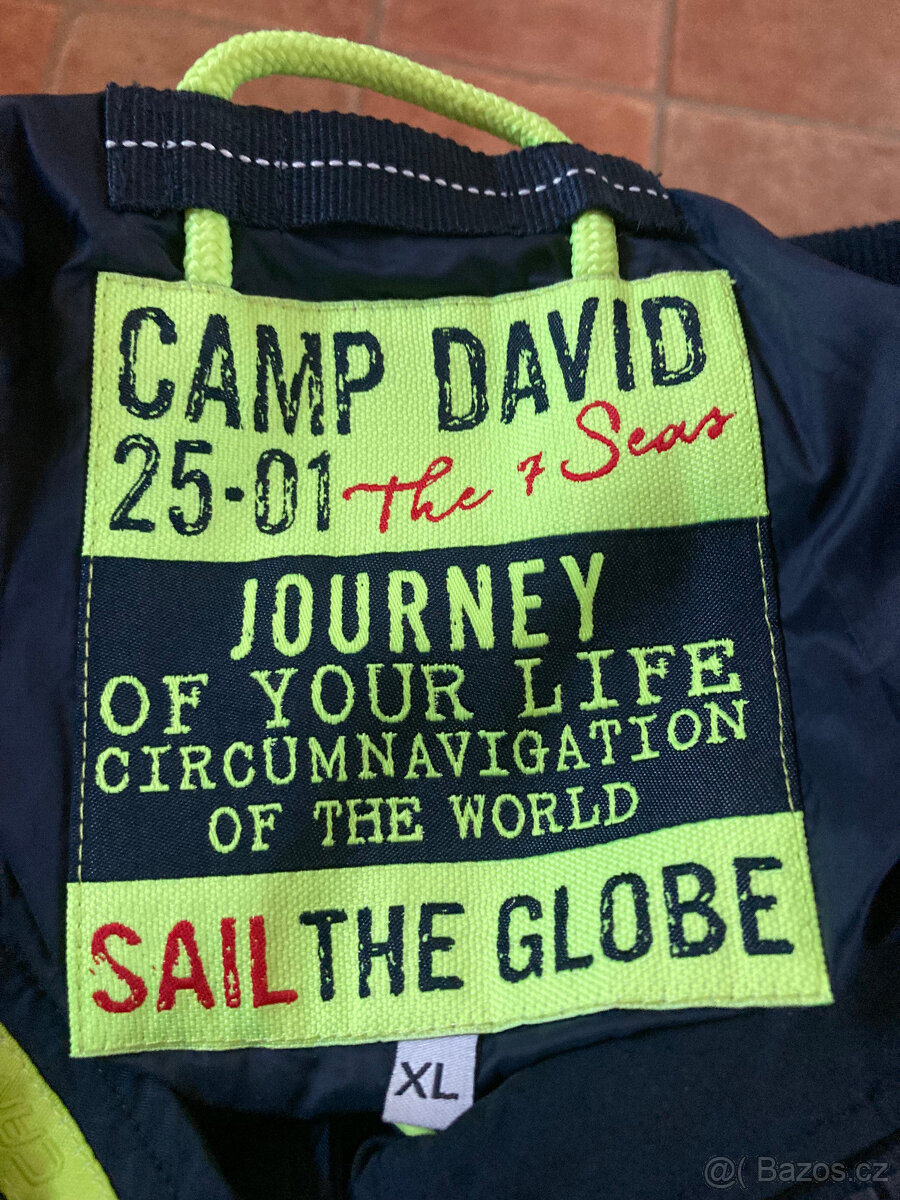 CAMP DAVID
25-01 The 7 Seas
JOURNEY
OF YOUR LIFE
CIRCUMNAVIGATION
OF THE WORLD
SAIL THE GLOBE
XL
@( Bazos.cz